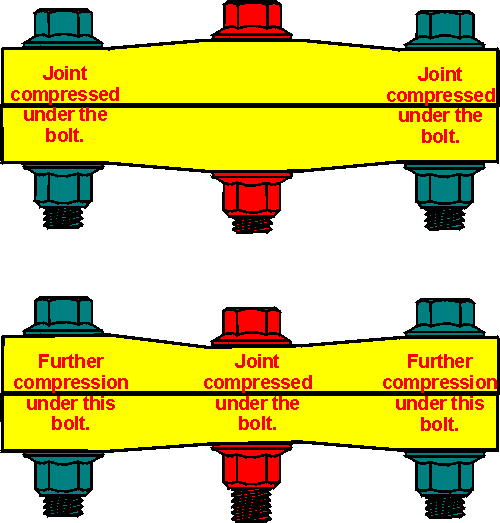 Joint
compressed
under the
bolt.
Joint
compressed
under the
bolt.
Further
compression
under this
bolt.
Joint
compressed
under the
bolt.
Further
compression
under this
bolt.